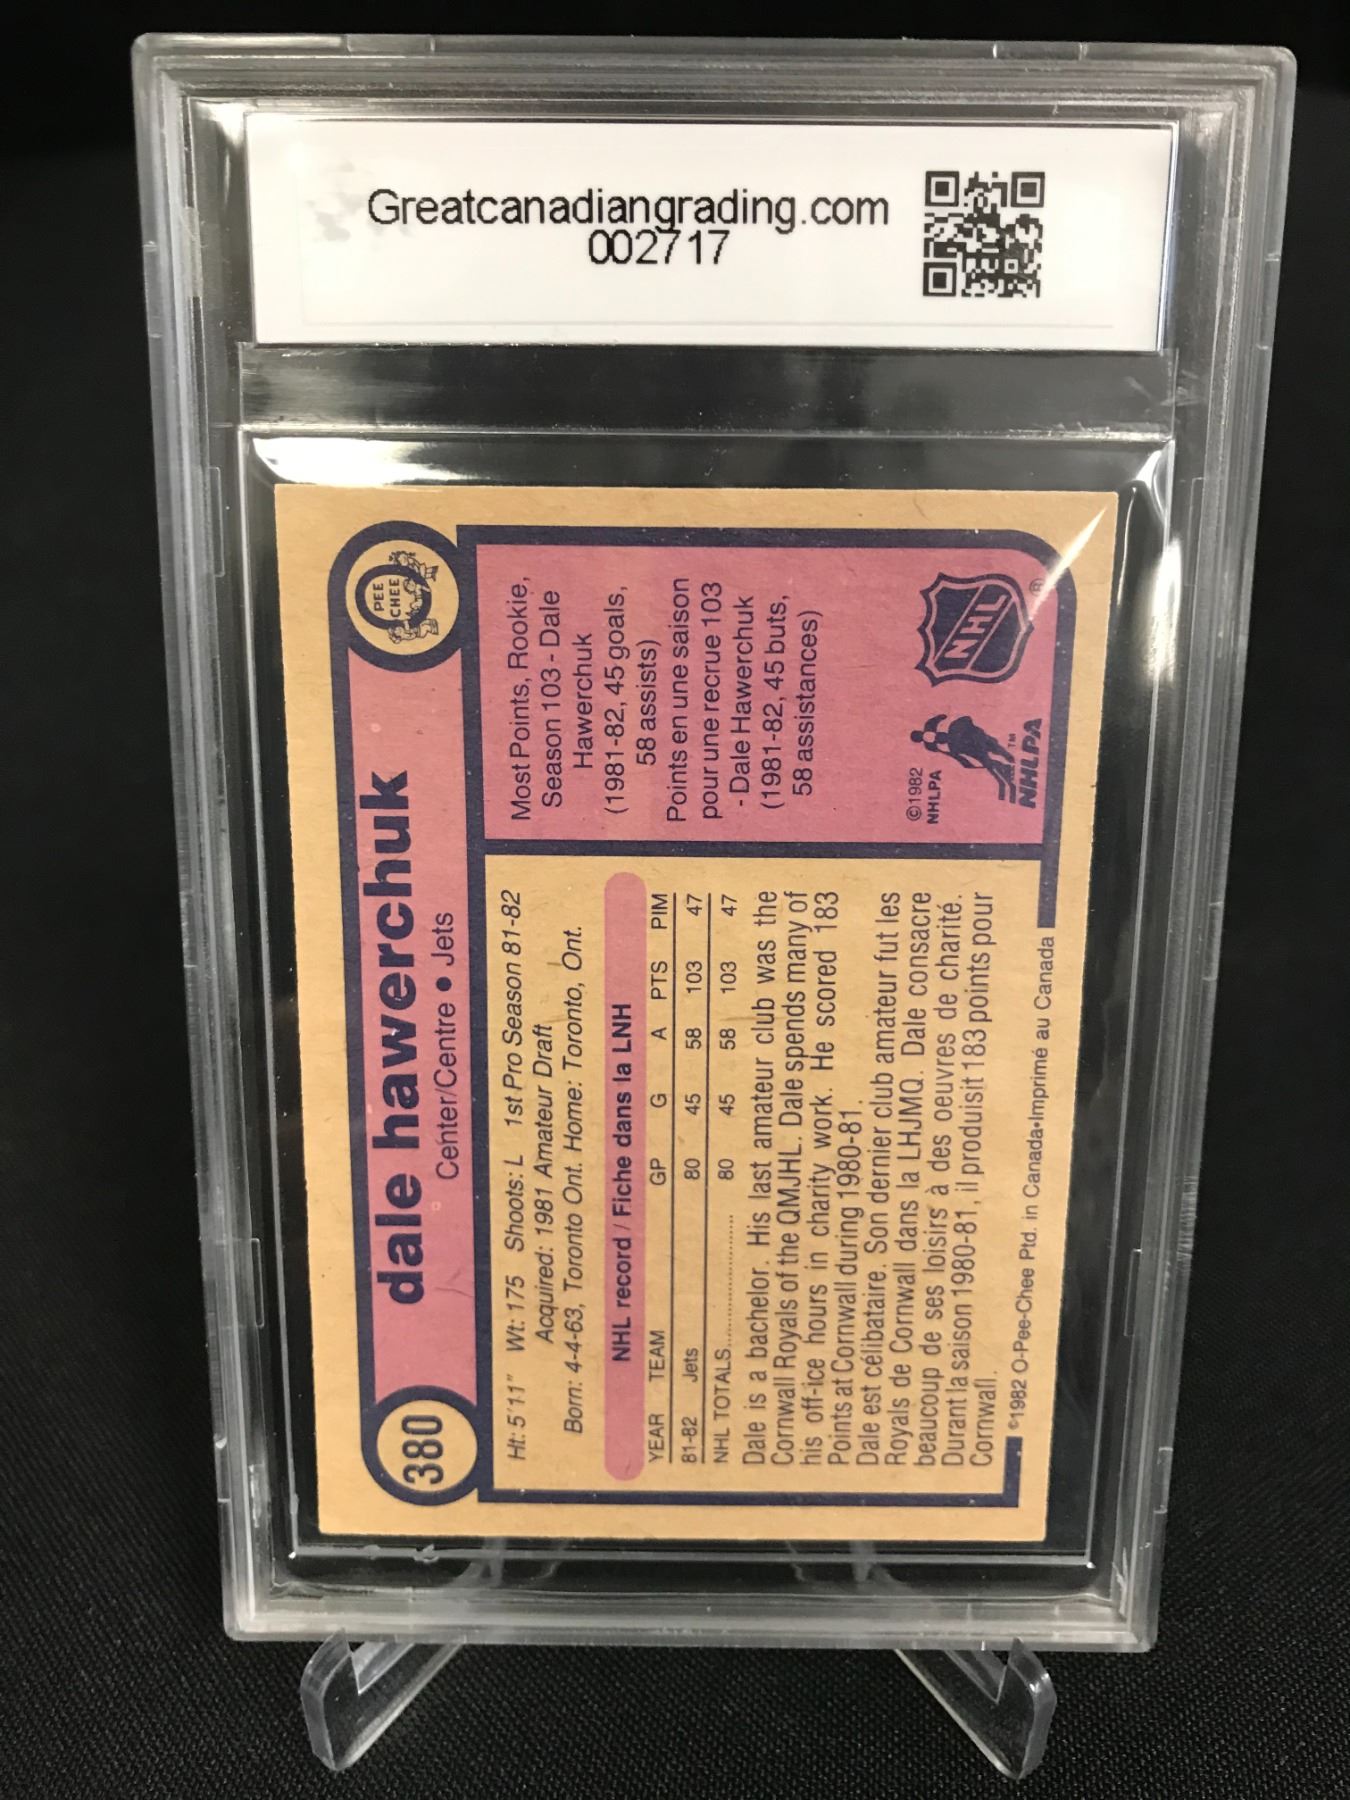 Greatcanadiangrading.com
002717
380
dale hawerchuk
Center/Centre • Jets
PEE
CHEE
Ht: 5'11" Wt: 175 Shoots: L 1st Pro Season 81-82
Acquired: 1981 Amateur Draft
Born: 4-4-63, Toronto Ont. Home: Toronto, Ont.
NHL record / Fiche dans la LNH
YEAR TEAM GP G A PTS PIM
81-82 Jets 80 45 58 103 47
NHL TOTALS.................... 80 45 58 103 47
Dale is a bachelor. His last amateur club was the
Cornwall Royals of the QMJHL. Dale spends many of
his off-ice hours in charity work. He scored 183
Points at Cornwall during 1980-81.
Dale est célibataire. Son dernier club amateur fut les
Royals de Cornwall dans la LHJMQ. Dale consacre
beaucoup de ses loisirs à des oeuvres de charité.
Durant la saison 1980-81, il produisit 183 points pour
Cornwall.
©1982 O-Pee-Chee Ptd. in Canada•Imprimé au Canada
Most Points, Rookie,
Season 103 - Dale
Hawerchuk
(1981-82, 45 goals,
58 assists)
Points en une saison
pour une recrue 103
- Dale Hawerchuk
(1981-82, 45 buts,
58 assistances)
©1982
NHLPA
TM
NHLPA
NHL
®